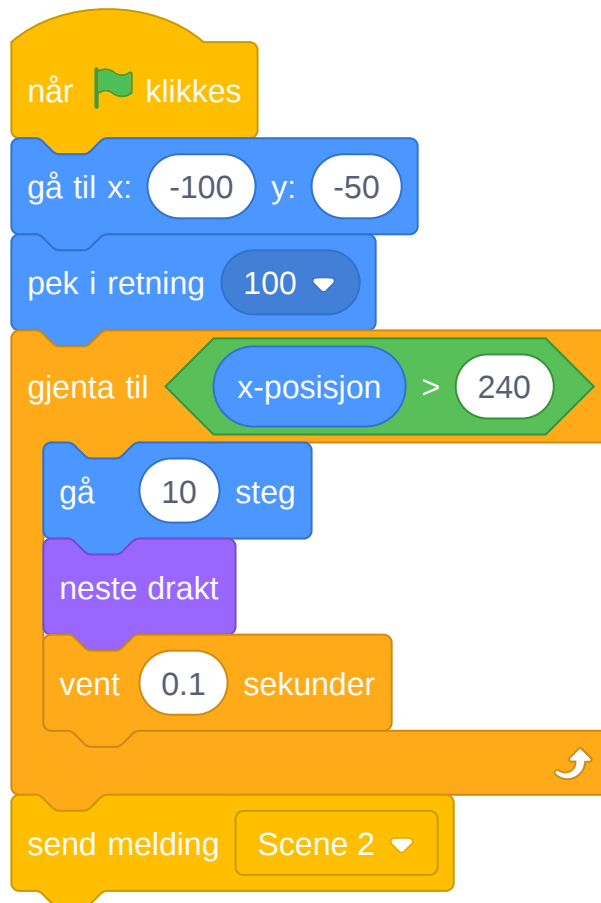 når klikkes
gå til x: -100 y: -50
pek i retning 100
gjenta til x-posisjon > 240
gå 10 steg
neste drakt
vent 0.1 sekunder
send melding Scene 2